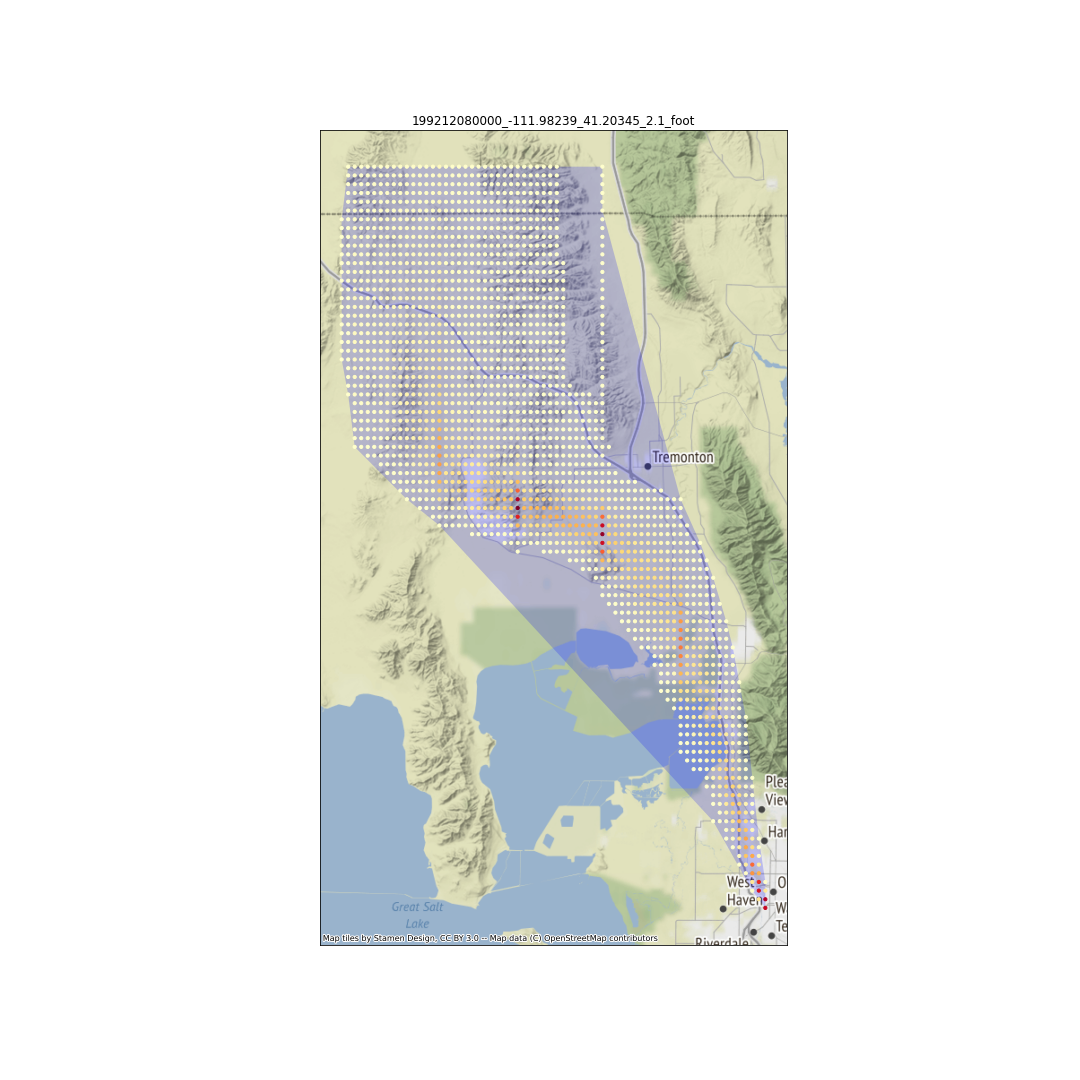 199212080000_-111.98239_41.20345_2.1_foot
Tremonton
Plea
View
Har
West
Haven
O
W
Te
Riverdale
Great Salt
Lake
Map tiles by Stamen Design, CC BY 3.0 -- Map data (C) OpenStreetMap contributors